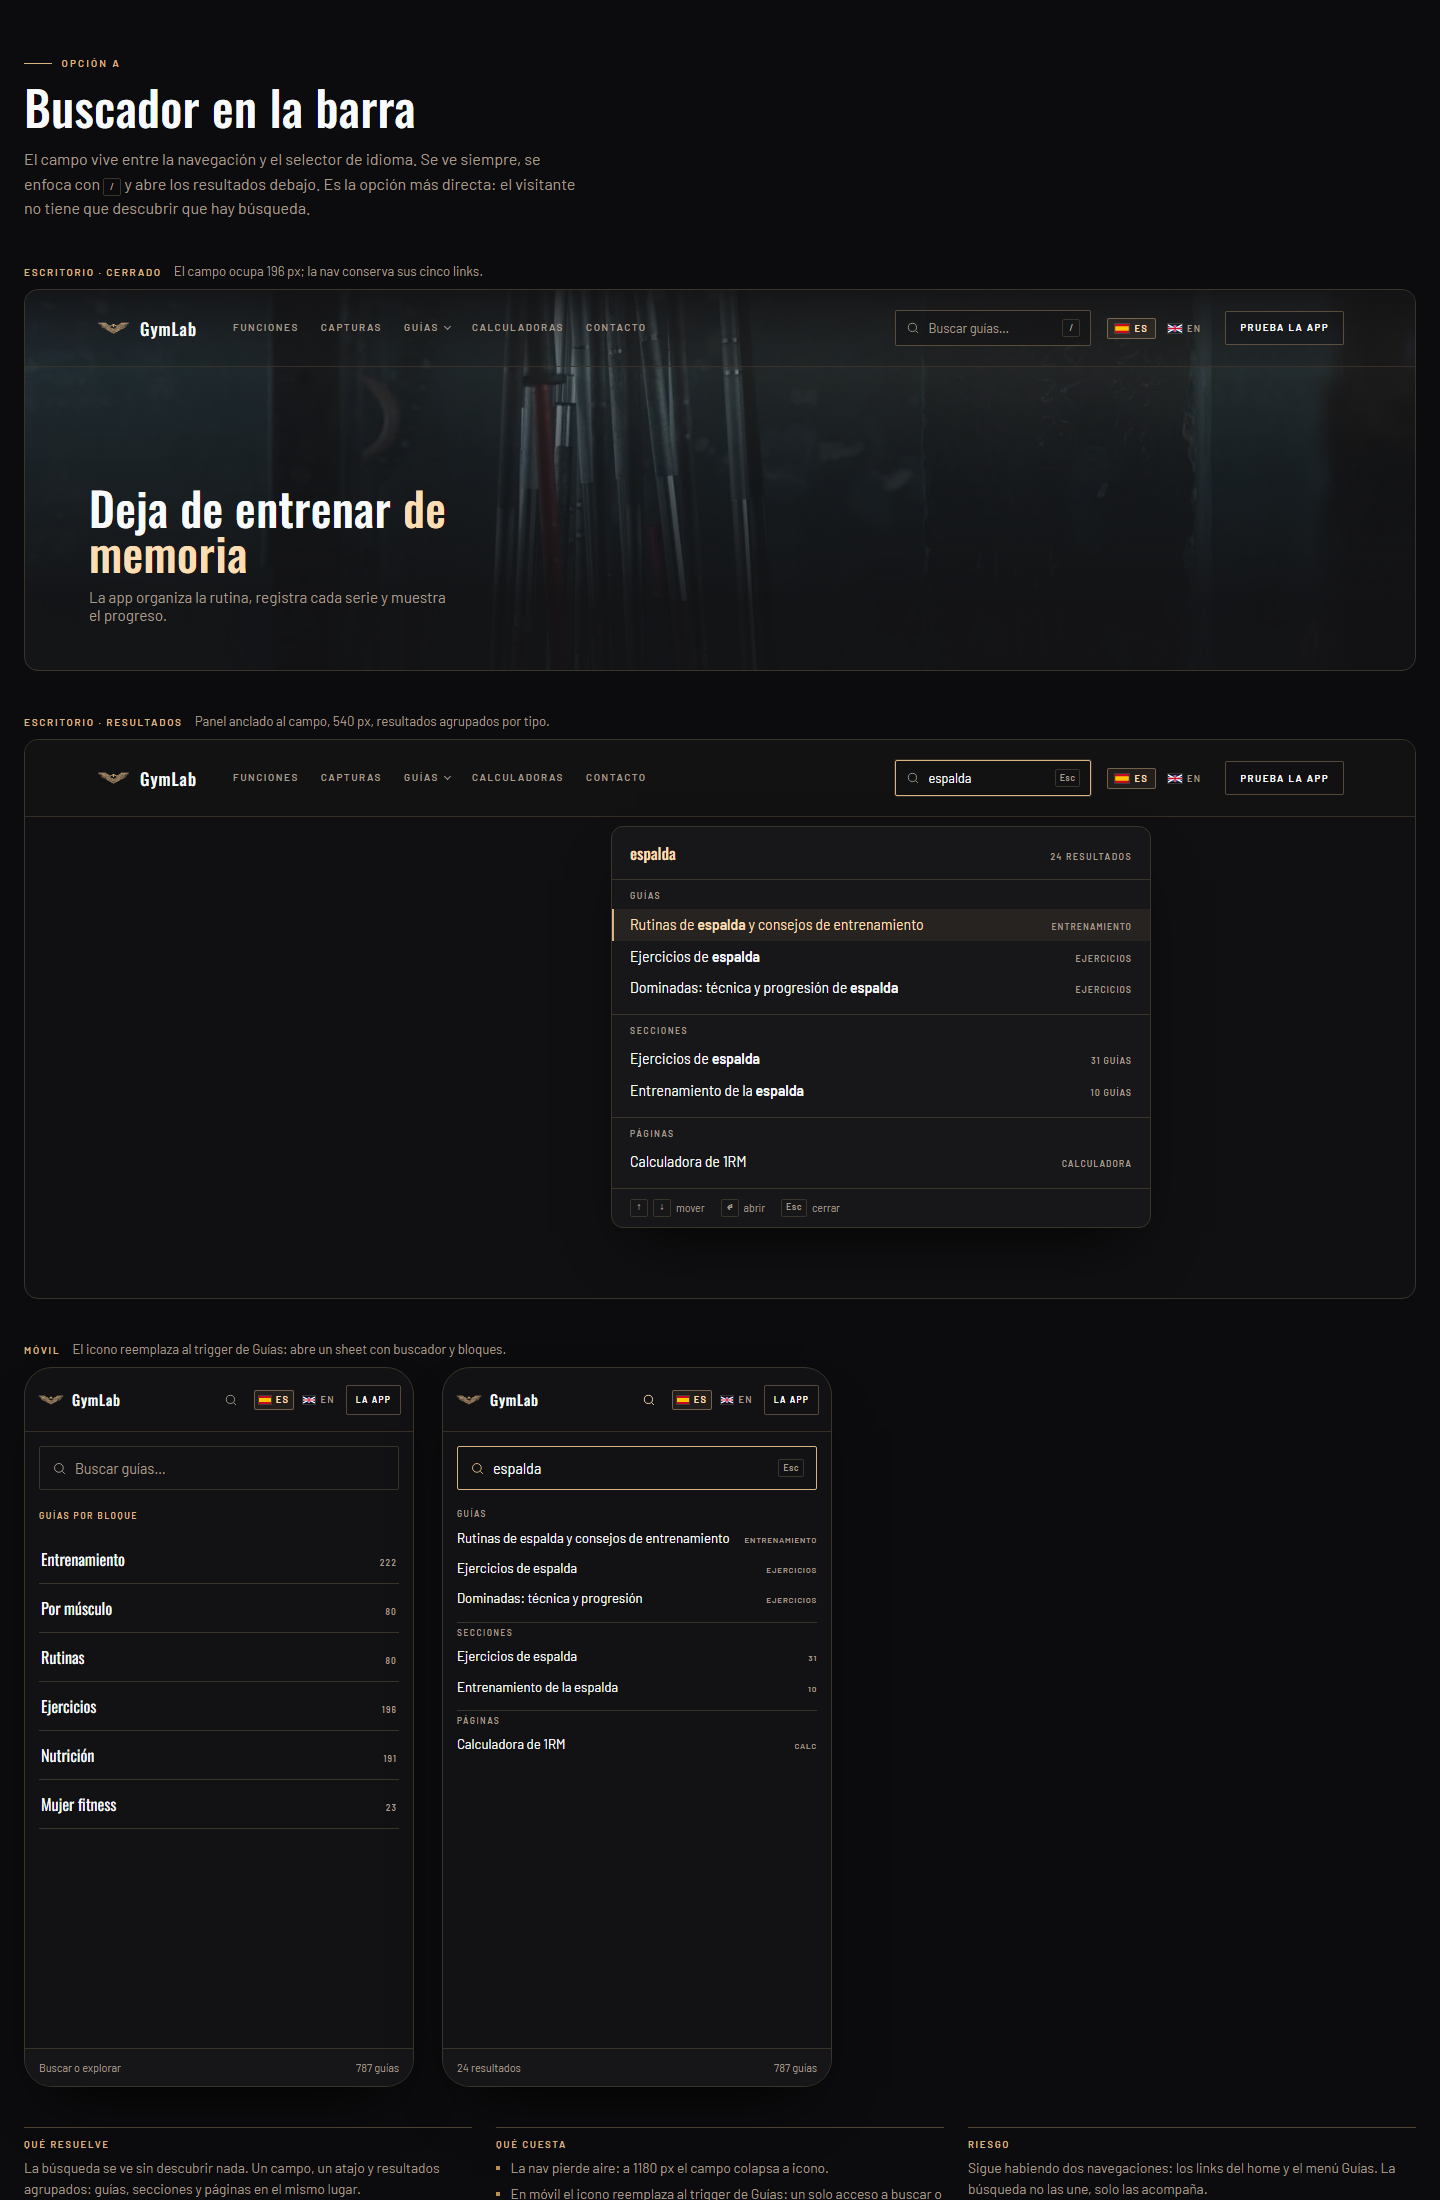 OPCIÓN A
Buscador en la barra
El campo vive entre la navegación y el selector de idioma. Se ve siempre, se
enfoca con / y abre los resultados debajo. Es la opción más directa: el visitante
no tiene que descubrir que hay búsqueda.
ESCRITORIO · CERRADO El campo ocupa 196 px; la nav conserva sus cinco links.
GymLab FUNCIONES CAPTURAS GUÍAS CALCULADORAS CONTACTO Buscar guías... / ES EN PRUEBA LA APP
Deja de entrenar de
memoria
La app organiza la rutina, registra cada serie y muestra
el progreso.
ESCRITORIO · RESULTADOS Panel anclado al campo, 540 px, resultados agrupados por tipo.
GymLab FUNCIONES CAPTURAS GUÍAS CALCULADORAS CONTACTO espalda Esc ES EN PRUEBA LA APP
espalda 24 RESULTADOS
GUÍAS
Rutinas de espalda y consejos de entrenamiento ENTRENAMIENTO
Ejercicios de espalda EJERCICIOS
Dominadas: técnica y progresión de espalda EJERCICIOS
SECCIONES
Ejercicios de espalda 31 GUÍAS
Entrenamiento de la espalda 10 GUÍAS
PÁGINAS
Calculadora de 1RM CALCULADORA
↑ ↓ mover ↵ abrir Esc cerrar
MÓVIL El icono reemplaza al trigger de Guías: abre un sheet con buscador y bloques.
GymLab ES EN LA APP
Buscar guías...
GUÍAS POR BLOQUE
Entrenamiento 222
Por músculo 80
Rutinas 80
Ejercicios 196
Nutrición 191
Mujer fitness 23
Buscar o explorar 787 guías
GymLab ES EN LA APP
espalda Esc
GUÍAS
Rutinas de espalda y consejos de entrenamiento ENTRENAMIENTO
Ejercicios de espalda EJERCICIOS
Dominadas: técnica y progresión EJERCICIOS
SECCIONES
Ejercicios de espalda 31
Entrenamiento de la espalda 10
PÁGINAS
Calculadora de 1RM CALC
24 resultados 787 guías
QUÉ RESUELVE
La búsqueda se ve sin descubrir nada. Un campo, un atajo y resultados
agrupados: guías, secciones y páginas en el mismo lugar.
QUÉ CUESTA
La nav pierde aire: a 1180 px el campo colapsa a icono.
En móvil el icono reemplaza al trigger de Guías: un solo acceso a buscar o
RIESGO
Sigue habiendo dos navegaciones: los links del home y el menú Guías. La
búsqueda no las une, solo las acompaña.